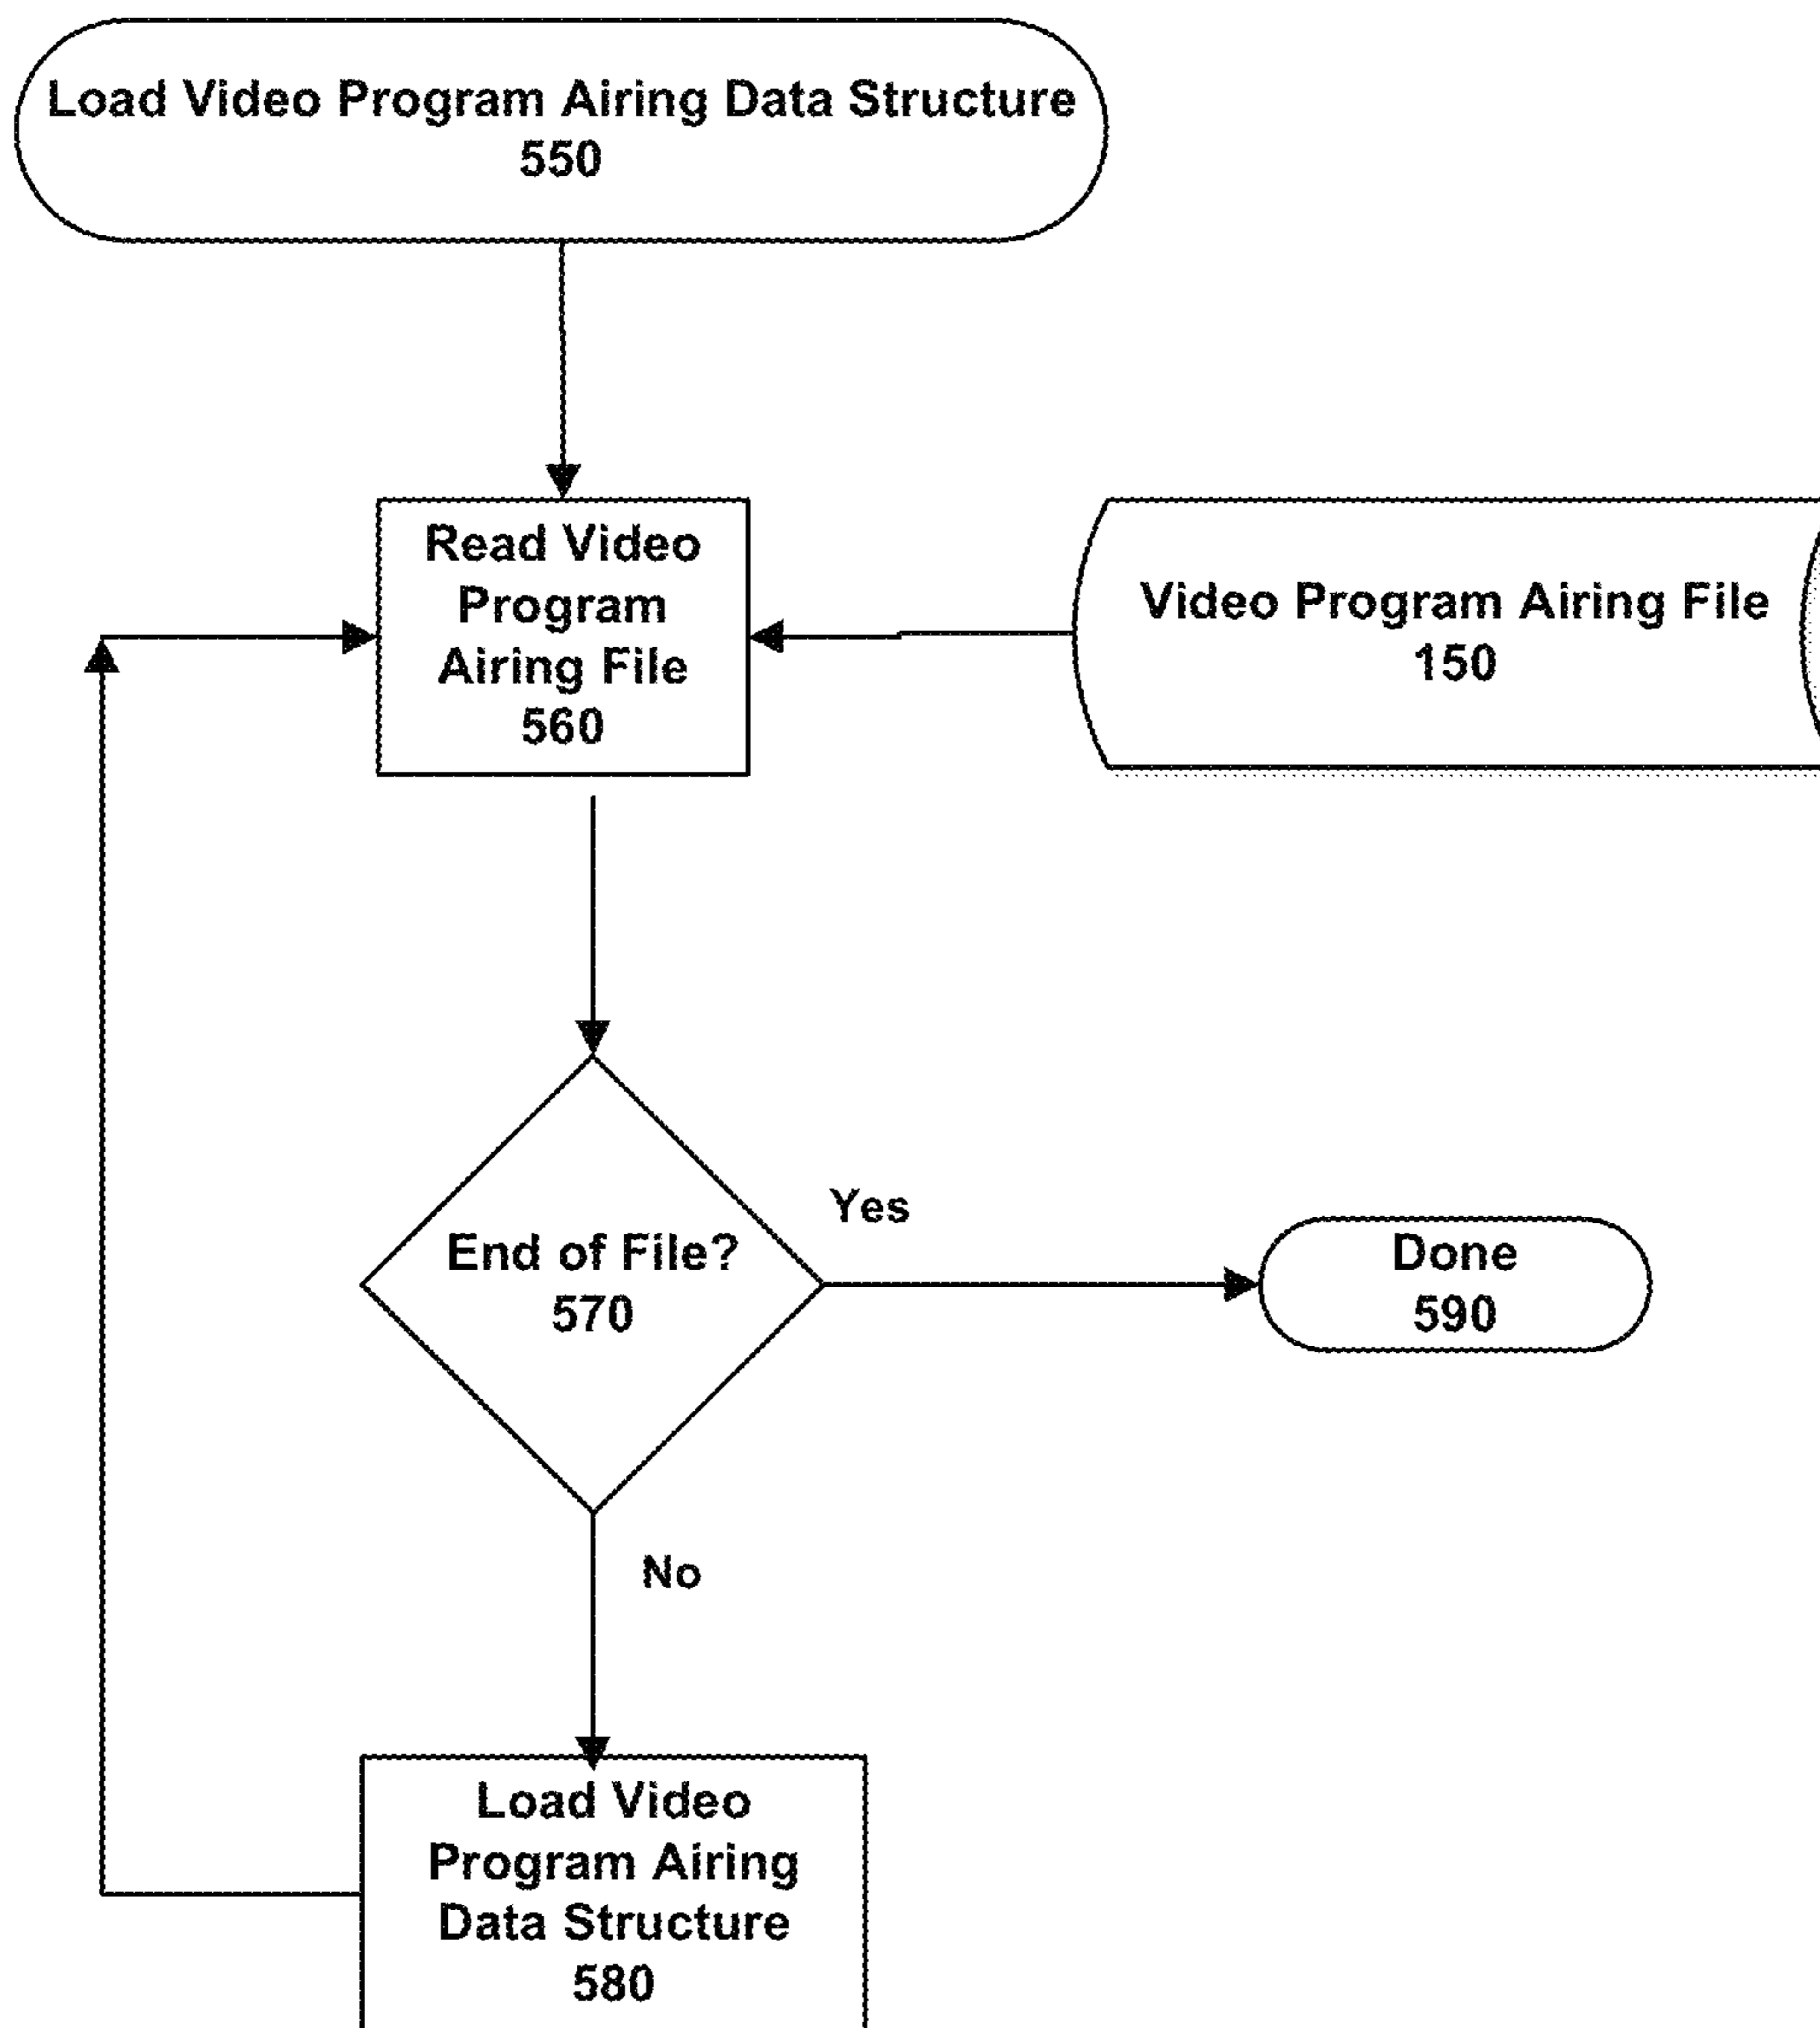 Load Video Program Airing Data Structure
550
Read Video
Program
Airing File
560
Video Program Airing File
150
End of File?
570
Yes
Done
590
No
Load Video
Program Airing
Data Structure
580